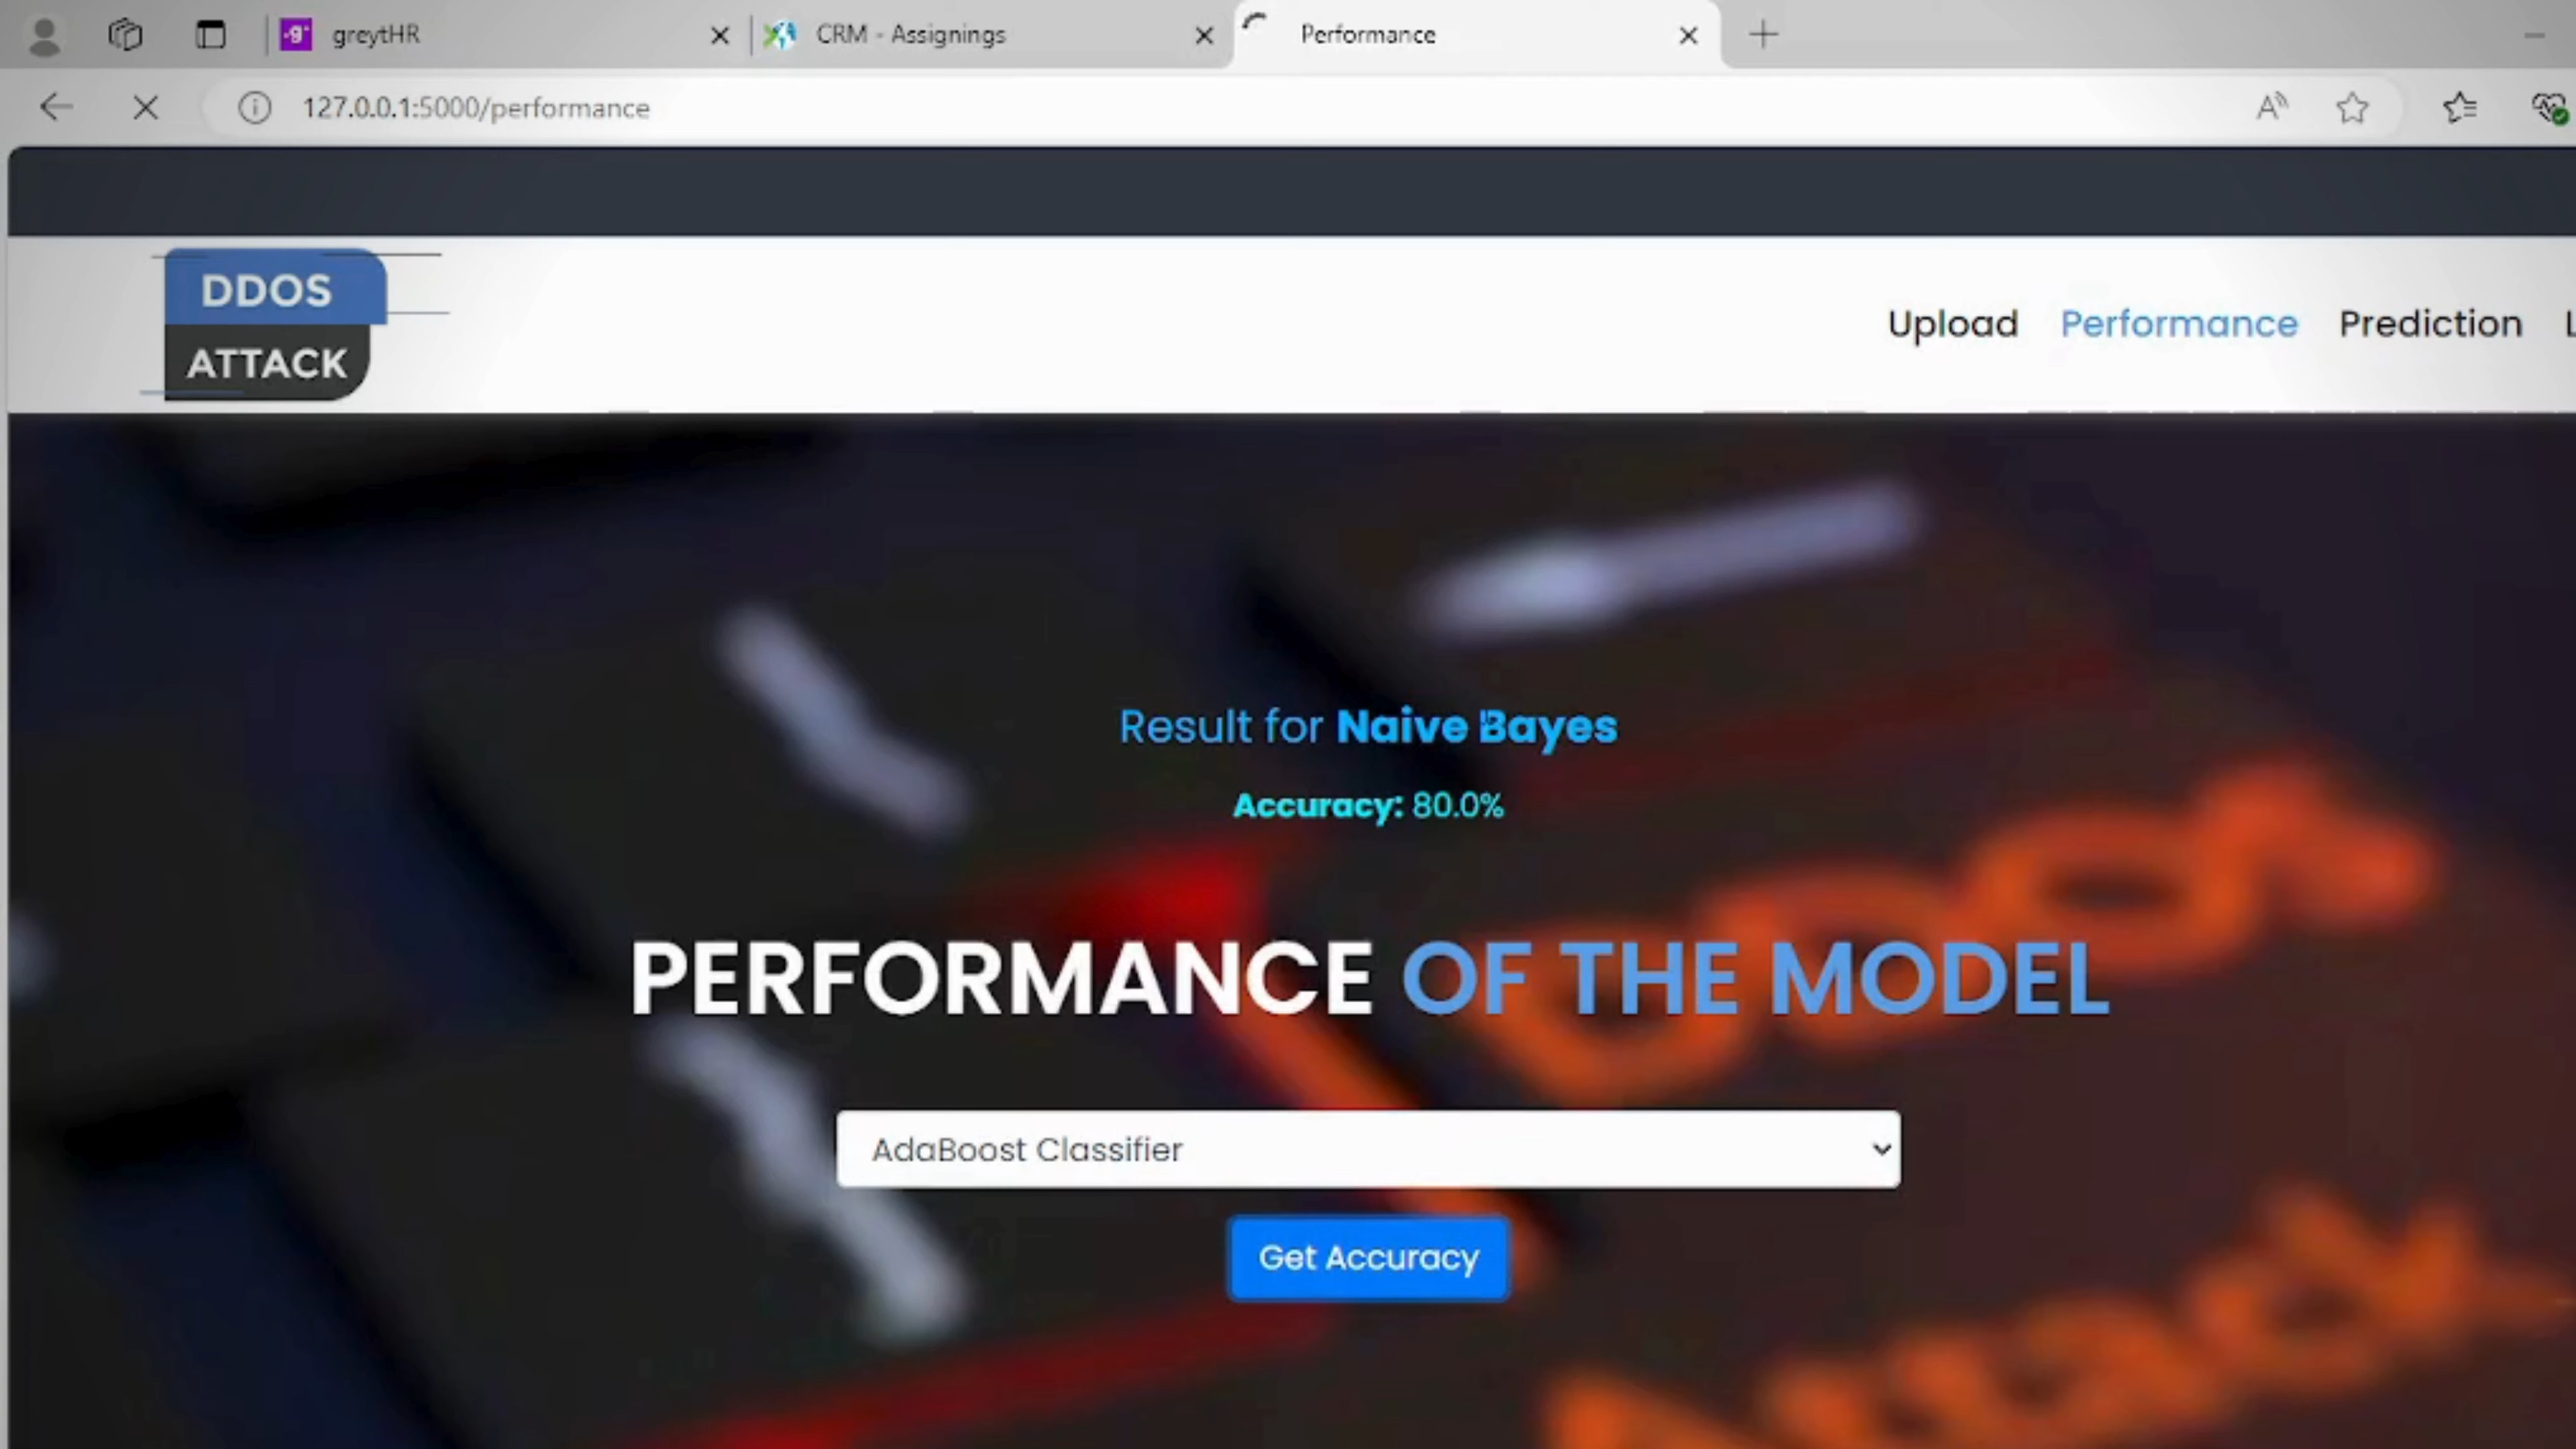 greytHR
CRM - Assignings
Performance
127.0.0.1:5000/performance
DDOS
ATTACK
Upload
Performance
Prediction
Result for Naive Bayes
Accuracy: 80.0%
PERFORMANCE OF THE MODEL
AdaBoost Classifier
Get Accuracy